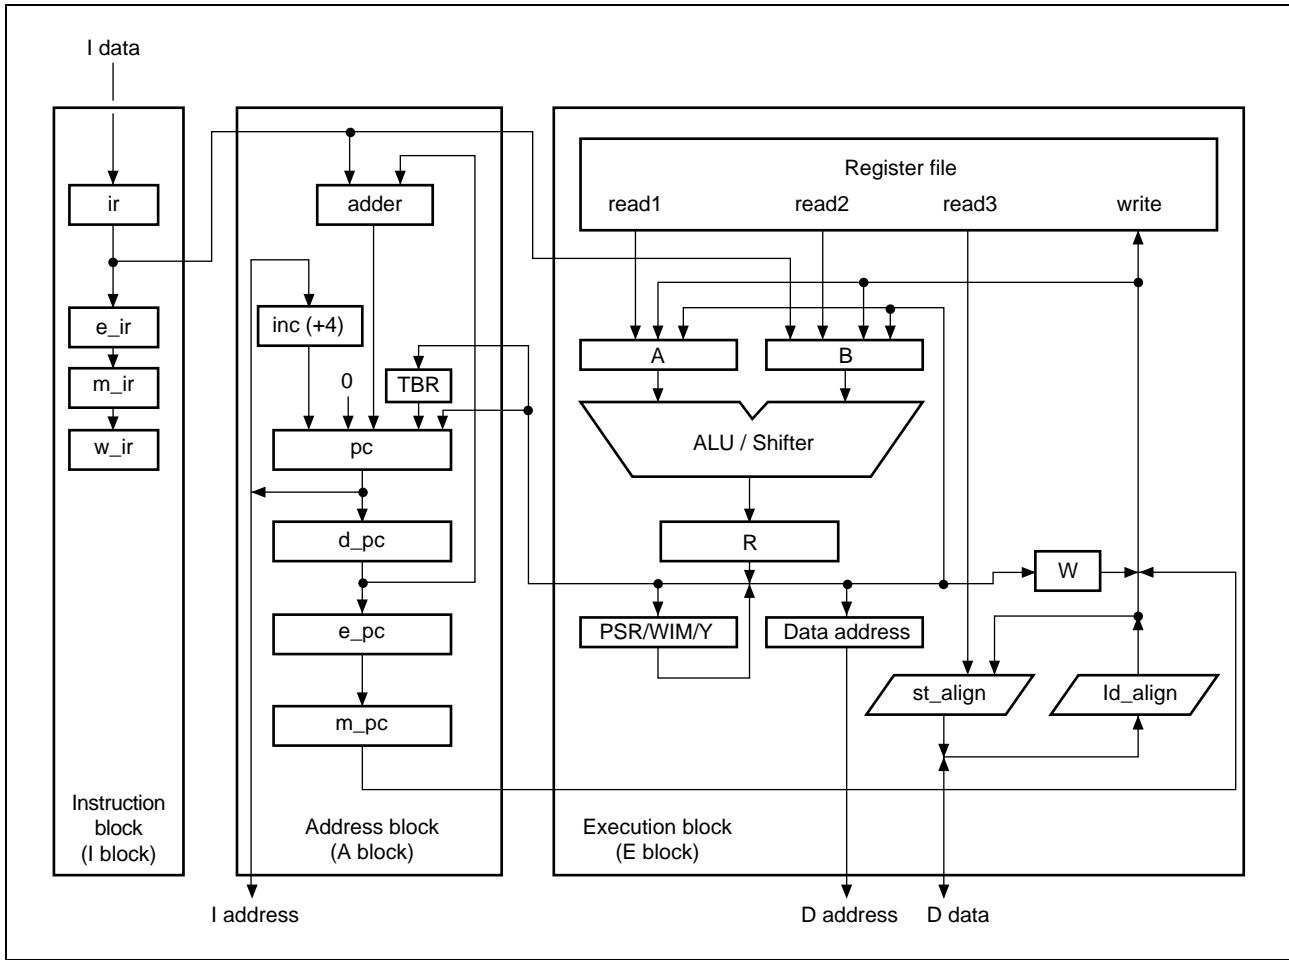 I data
Register file
ir
adder
read1 read2 read3 write
e_ir
inc (+4)
A
B
m_ir
0
TBR
w_ir
pc
ALU / Shifter
d_pc
R
W
e_pc
PSR/WIM/Y
Data address
st_align
ld_align
m_pc
Instruction
block
(I block)
Address block
(A block)
Execution block
(E block)
I address
D address
D data